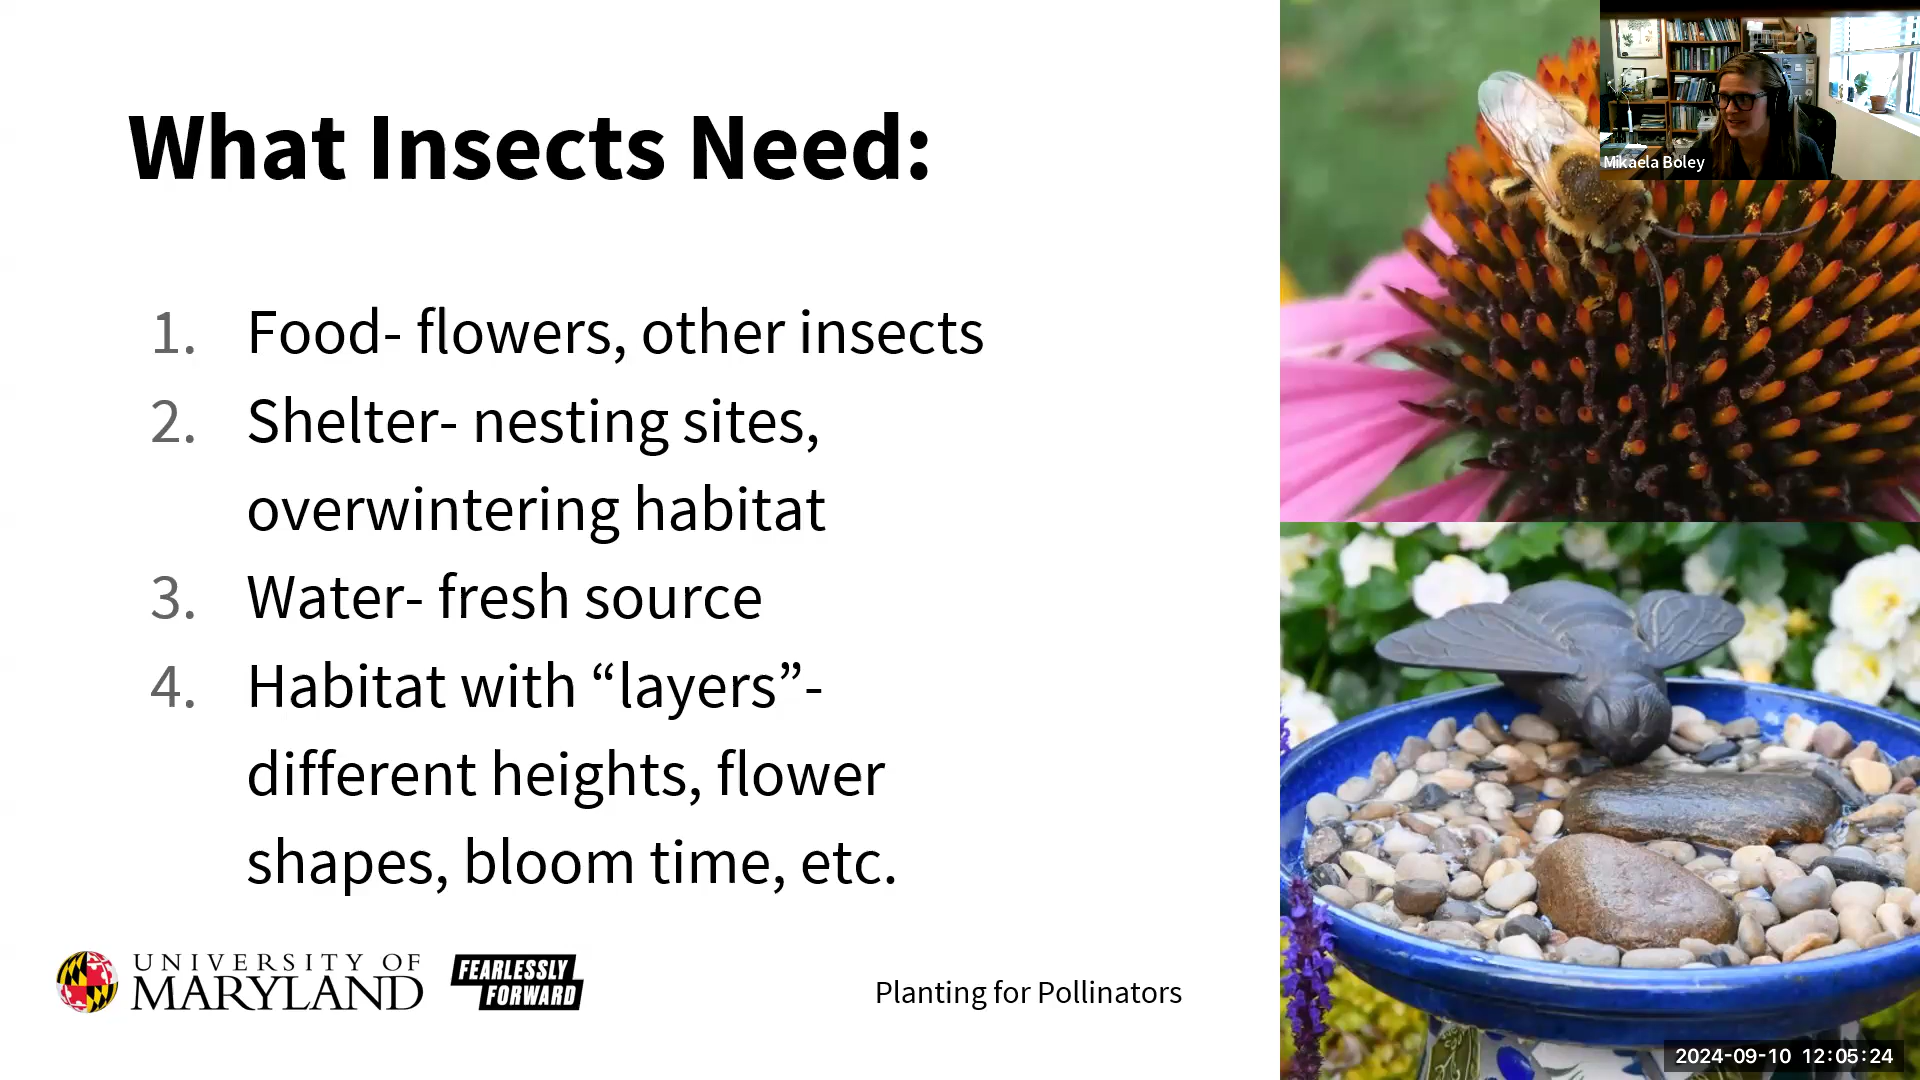 What Insects Need:
1. Food- flowers, other insects
2. Shelter- nesting sites,
overwintering habitat
3. Water- fresh source
4. Habitat with “layers”-
different heights, flower
shapes, bloom time, etc.
UNIVERSITY OF
MARYLAND
FEARLESSLY
FORWARD
Planting for Pollinators
Mikaela Boley
2024-09-10 12:05:24